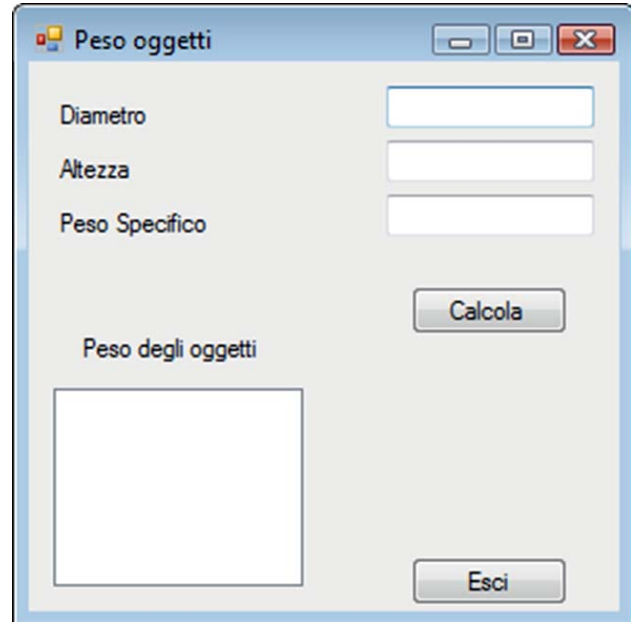 Peso oggetti
Diametro
Altezza
Peso Specifico
Calcola
Peso degli oggetti
Esci